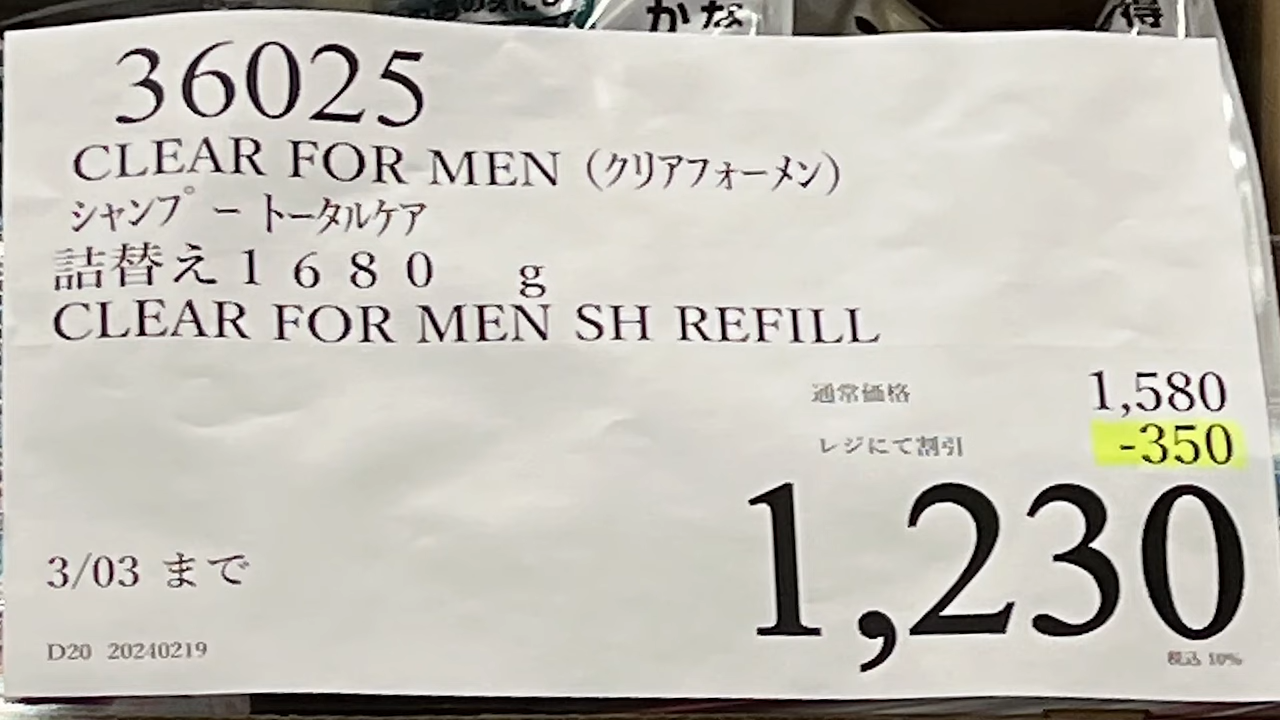 かな
待
36025
CLEAR FOR MEN（クリアフォーメン）
シャンプー トータルケア
詰替え1680 g
CLEAR FOR MEN SH REFILL
通常価格 1,580
レジにて割引 -350
1,230
3/03 まで
D20 20240219
税込 10%